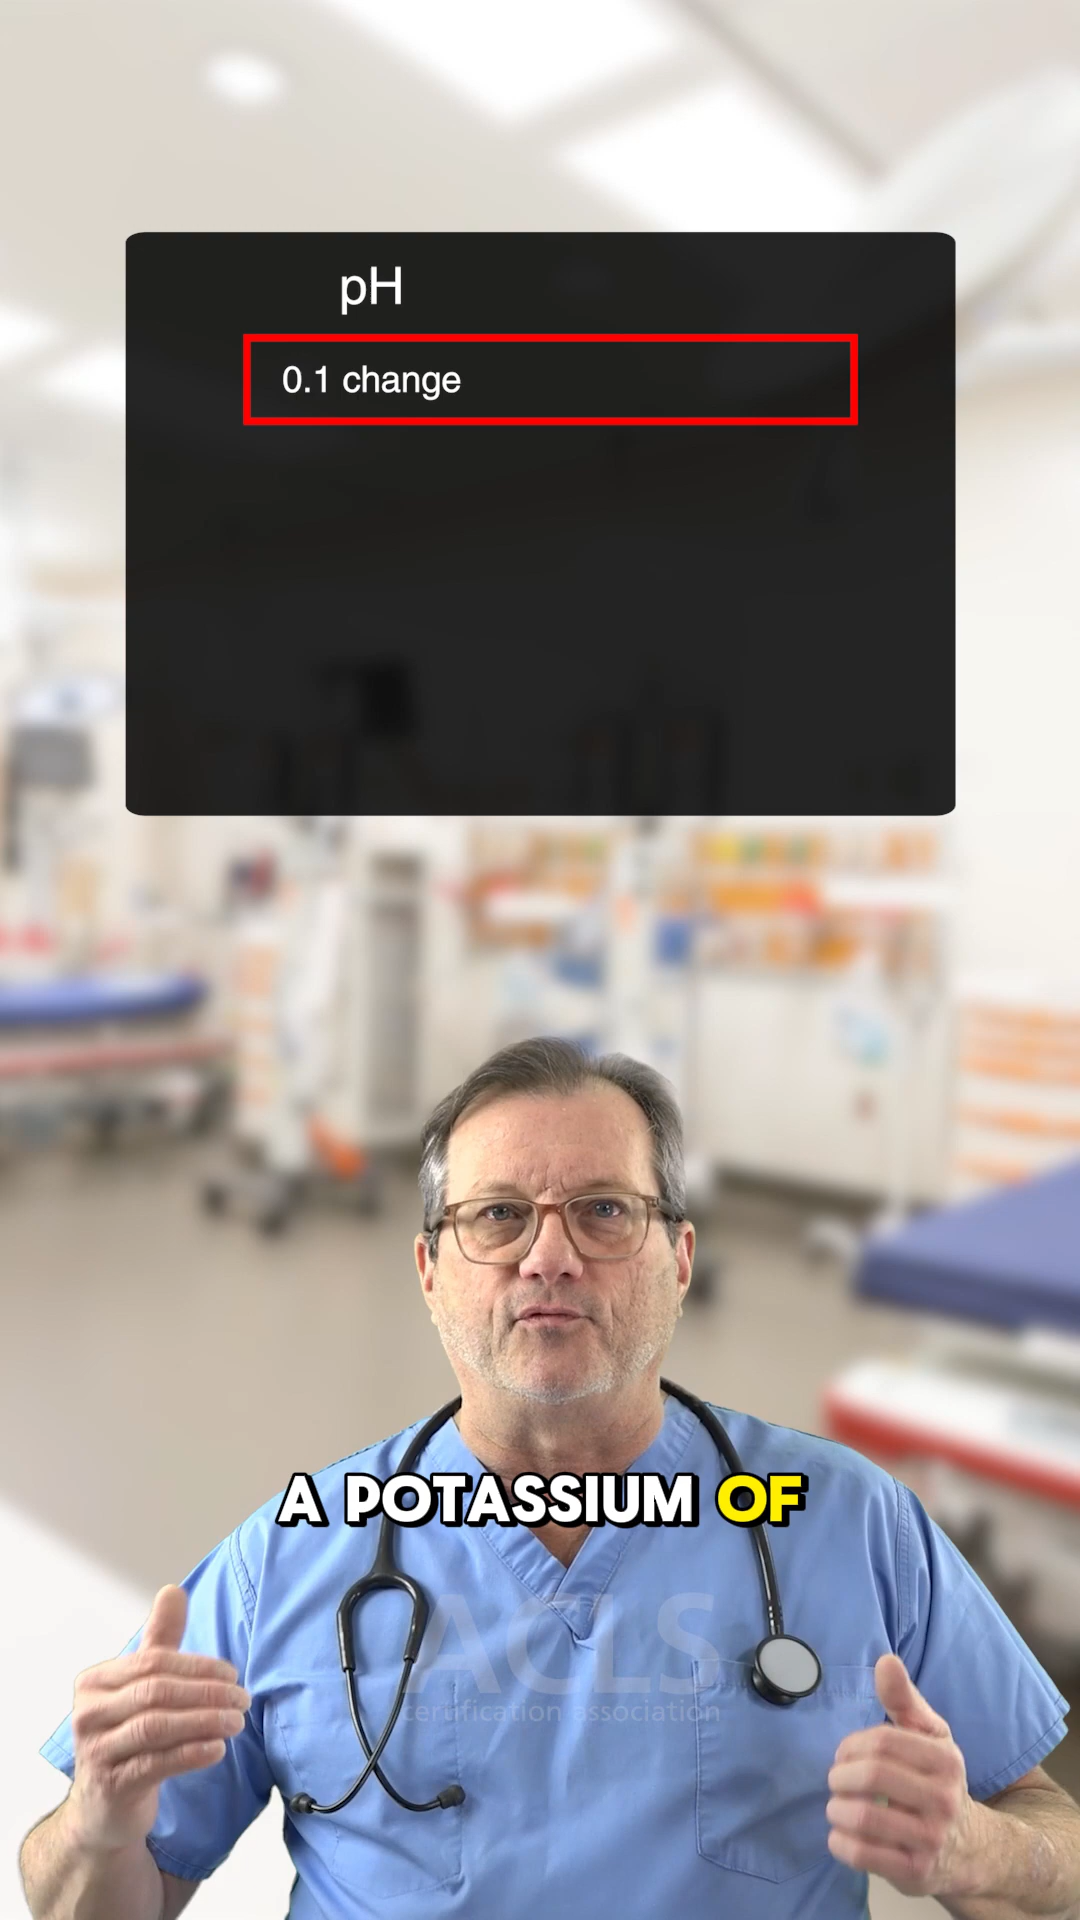 pH
0.1 change
A POTASSIUM OF
ACLS
certification association